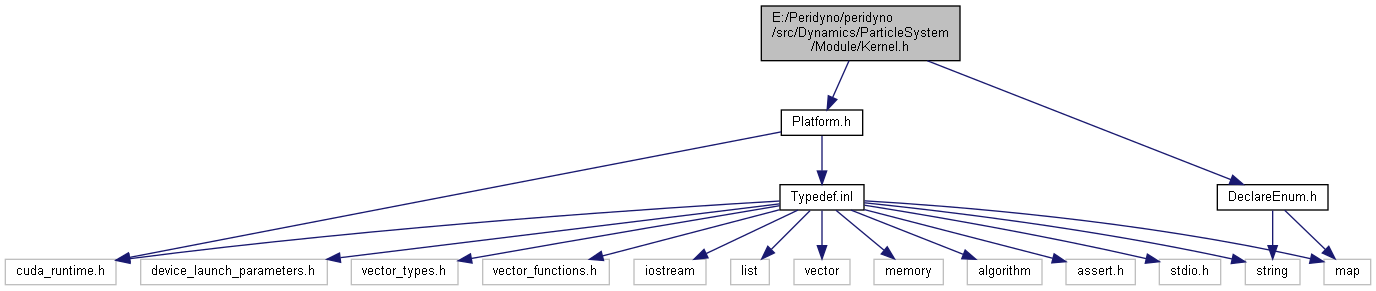 E:/Peridyno/peridyno
/src/Dynamics/ParticleSystem
/Module/Kernel.h
Platform.h
Typedef.inl
DeclareEnum.h
cuda_runtime.h
device_launch_parameters.h
vector_types.h
vector_functions.h
iostream
list
vector
memory
algorithm
assert.h
stdio.h
string
map